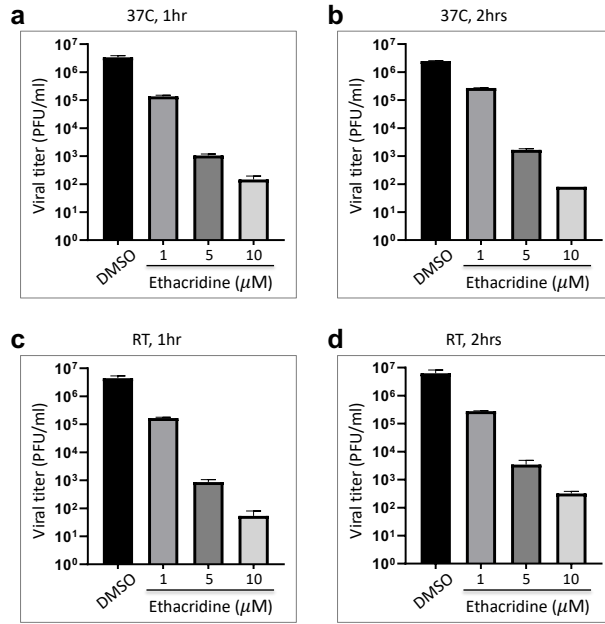 a
37C, 1hr
Viral titer (PFU/ml)
10⁷
10⁶
10⁵
10⁴
10³
10²
10¹
10⁰
DMSO
1 5 10
Ethacridine (μM)
b
37C, 2hrs
Viral titer (PFU/ml)
10⁷
10⁶
10⁵
10⁴
10³
10²
10¹
10⁰
DMSO
1 5 10
Ethacridine (μM)
c
RT, 1hr
Viral titer (PFU/ml)
10⁷
10⁶
10⁵
10⁴
10³
10²
10¹
10⁰
DMSO
1 5 10
Ethacridine (μM)
d
RT, 2hrs
Viral titer (PFU/ml)
10⁷
10⁶
10⁵
10⁴
10³
10²
10¹
10⁰
DMSO
1 5 10
Ethacridine (μM)